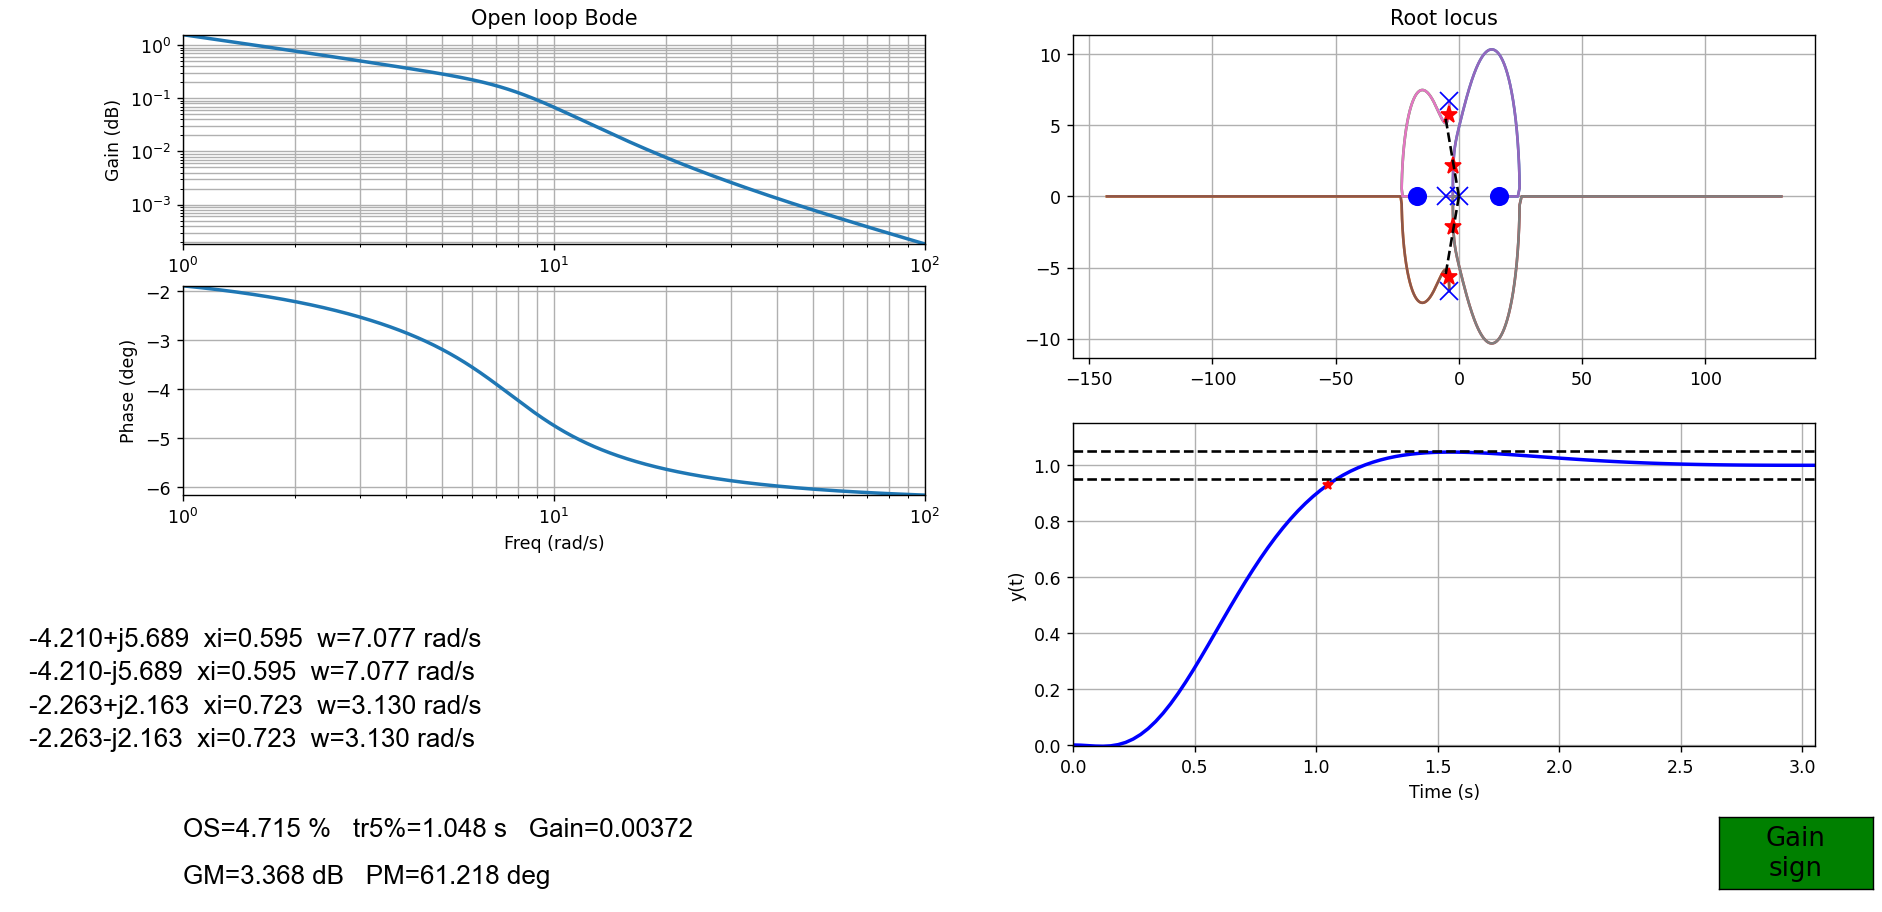 Open loop Bode
Gain (dB)
10^0
10^-1
10^-2
10^-3
10^0 10^1 10^2
Phase (deg)
−2
−3
−4
−5
−6
10^0 10^1 10^2
Freq (rad/s)
Root locus
10
5
0
−5
−10
−150 −100 −50 0 50 100
y(t)
1.0
0.8
0.6
0.4
0.2
0.0
0.0 0.5 1.0 1.5 2.0 2.5 3.0
Time (s)
-4.210+j5.689 xi=0.595 w=7.077 rad/s
-4.210-j5.689 xi=0.595 w=7.077 rad/s
-2.263+j2.163 xi=0.723 w=3.130 rad/s
-2.263-j2.163 xi=0.723 w=3.130 rad/s
OS=4.715 % tr5%=1.048 s Gain=0.00372
GM=3.368 dB PM=61.218 deg
Gain
sign